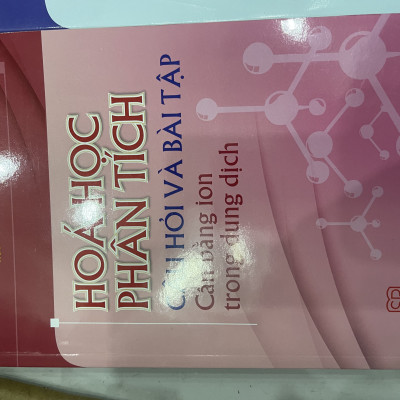 HOÁ HỌC
PHÂN TÍCH
CÂU HỎI VÀ BÀI TẬP
Cân bằng ion
trong dung dịch